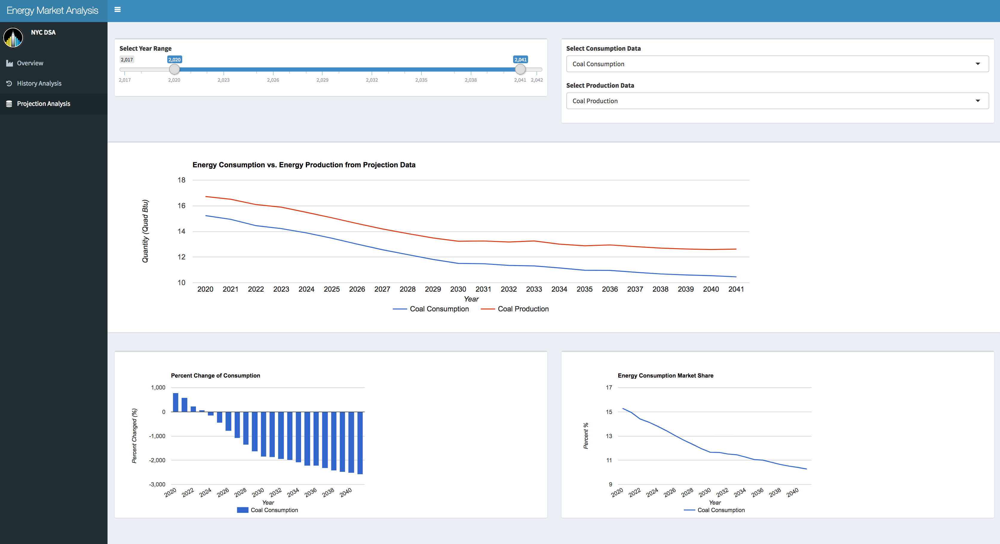 Energy Market Analysis
NYC DSA
Overview
History Analysis
Projection Analysis
Select Year Range
2,017 2,020 2,041
2,017 2,020 2,023 2,026 2,029 2,032 2,035 2,038 2,041 2,042
Select Consumption Data
Coal Consumption
Select Production Data
Coal Production
Energy Consumption vs. Energy Production from Projection Data
Quantity (Quad Btu)
18
16
14
12
10
2020 2021 2022 2023 2024 2025 2026 2027 2028 2029 2030 2031 2032 2033 2034 2035 2036 2037 2038 2039 2040 2041
Year
Coal Consumption Coal Production
Percent Change of Consumption
Percent Changed (%)
1,000
0
-1,000
-2,000
-3,000
2020 2022 2024 2026 2028 2030 2032 2034 2036 2038 2040
Year
Coal Consumption
Energy Consumption Market Share
Percent %
17
15
13
11
9
2020 2022 2024 2026 2028 2030 2032 2034 2036 2038 2040
Year
Coal Consumption